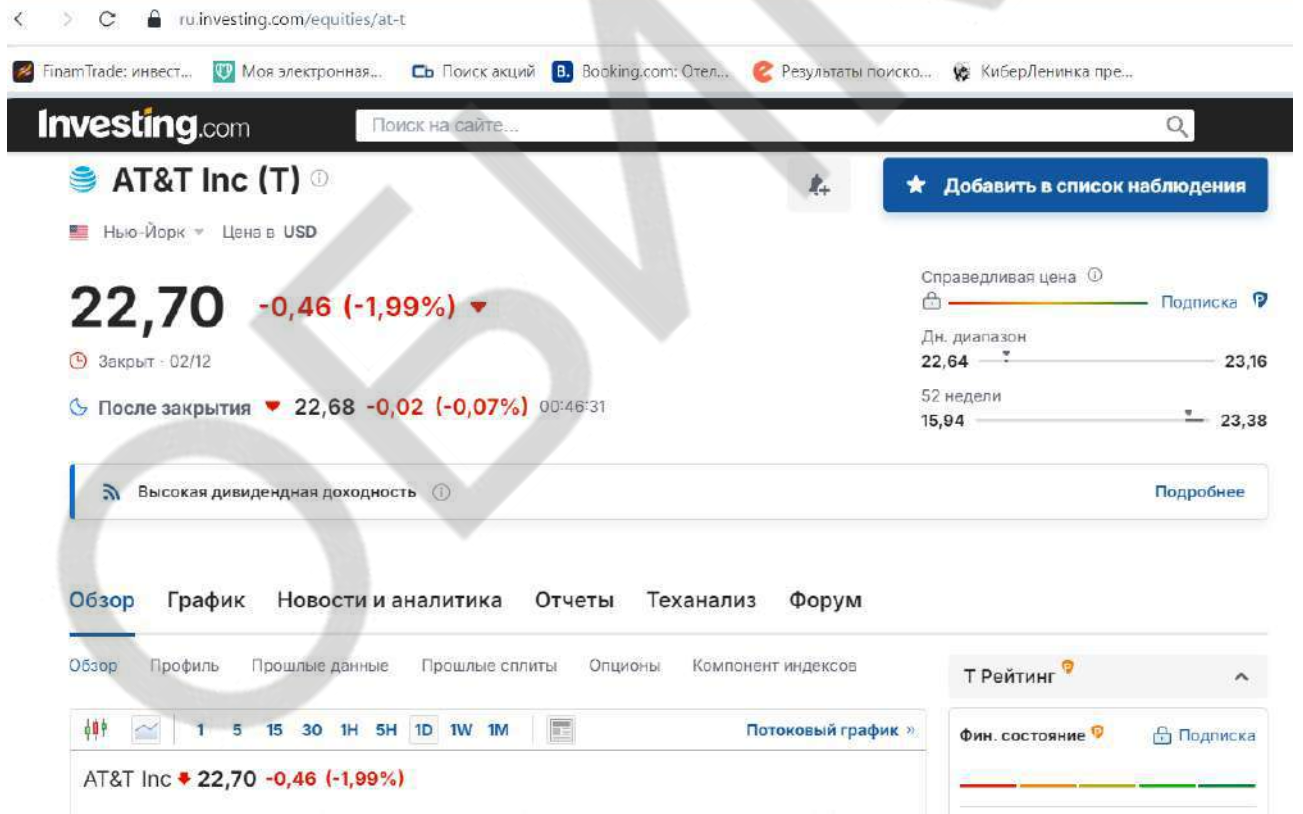 ru.investing.com/equities/at-t
FinamTrade: инвест... Моя электронная... Сь Поиск акций B. Booking.com: Отел... Результаты поиско... КиберЛенинка пре...
Investing.com Поиск на сайте...
AT&T Inc (T)
Добавить в список наблюдения
Нью-Йорк Цена в USD
22,70 -0,46 (-1,99%)
Справедливая цена
Подписка
Закрыт - 02/12
Дн. диапазон
22,64 23,16
После закрытия 22,68 -0,02 (-0,07%) 00:46:31
52 недели
15,94 23,38
Высокая дивидендная доходность Подробнее
Обзор График Новости и аналитика Отчеты Теханализ Форум
Обзор Профиль Прошлые данные Прошлые сплиты Опционы Компонент индексов
T Рейтинг
1 5 15 30 1H 5H 1D 1W 1M Потоковый график »
Фин. состояние Подписка
AT&T Inc 22,70 -0,46 (-1,99%)